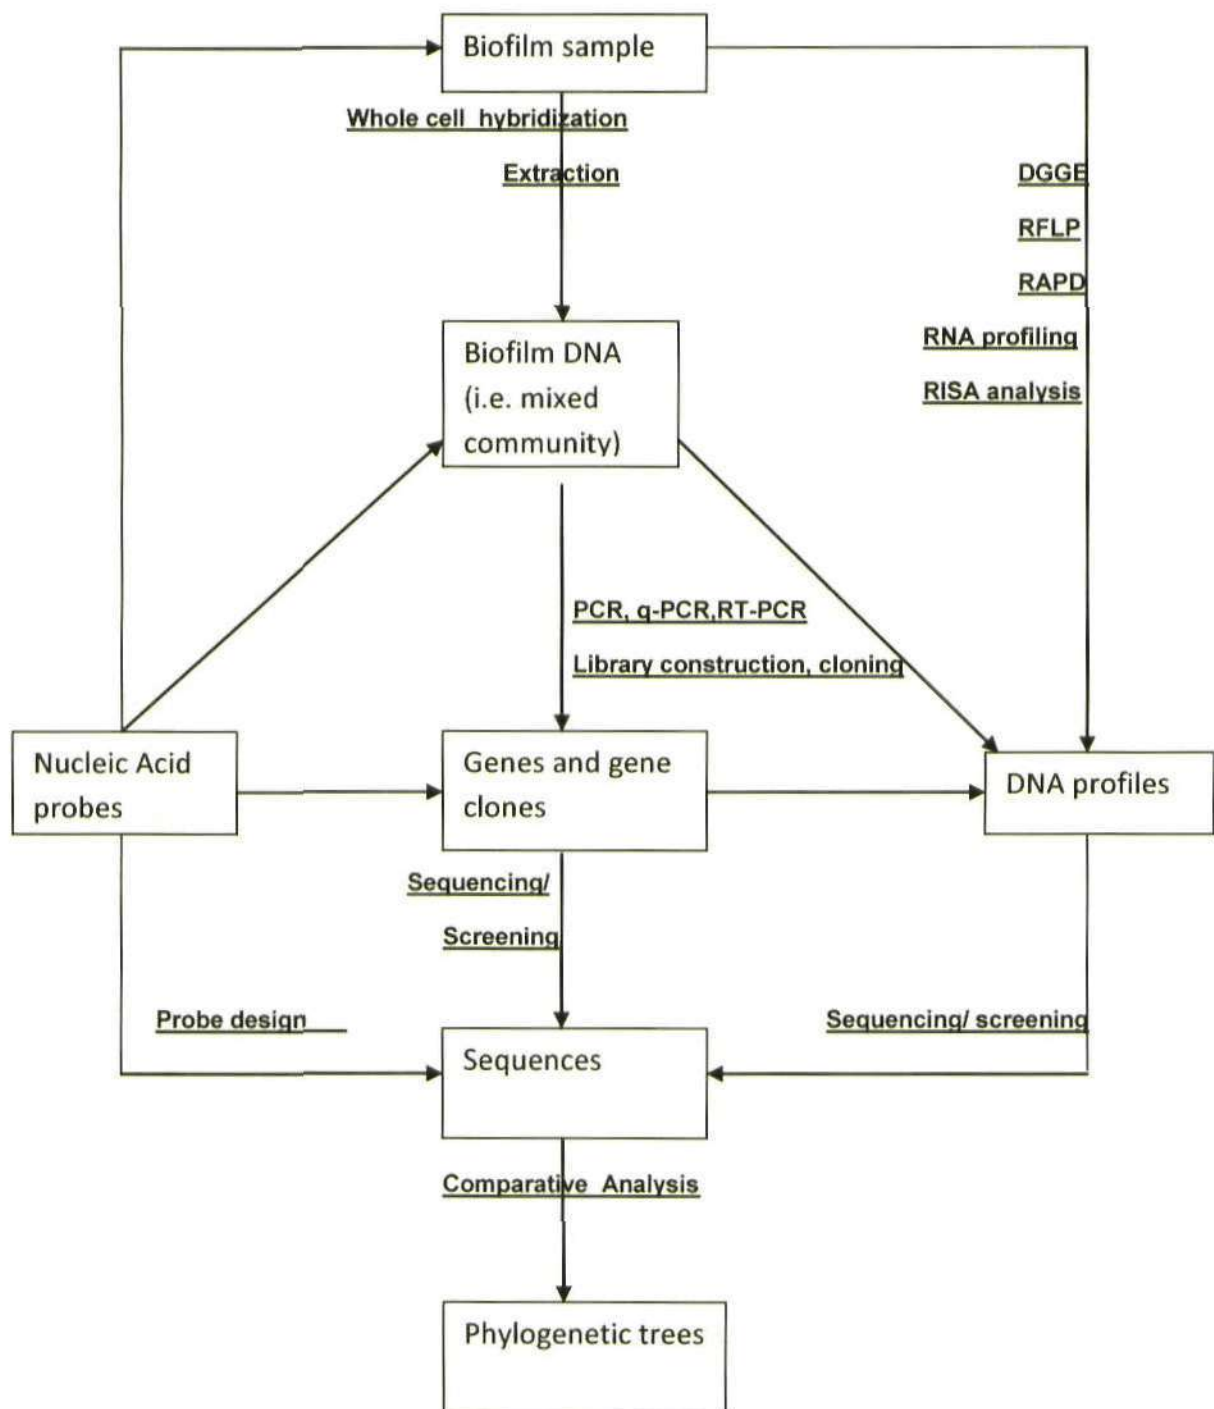 Biofilm sample
Whole cell hybridization
Extraction
DGGE
RFLP
RAPD
RNA profiling
RISA analysis
Biofilm DNA
(i.e. mixed
community)
PCR, q-PCR,RT-PCR
Library construction, cloning
Nucleic Acid
probes
Genes and gene
clones
DNA profiles
Sequencing/
Screening
Probe design
Sequencing/ screening
Sequences
Comparative Analysis
Phylogenetic trees